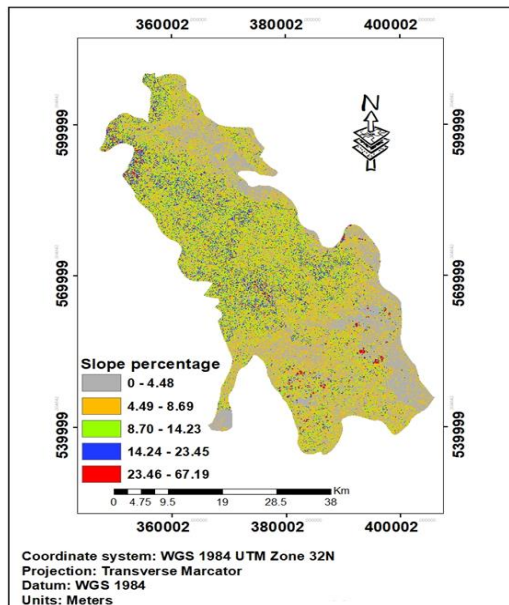 360002 380002 400002
N
599999 599999
569999 569999
539999 539999
Slope percentage
0 - 4.48
4.49 - 8.69
8.70 - 14.23
14.24 - 23.45
23.46 - 67.19
Km
0 4.75 9.5 19 28.5 38
360002 380002 400002
Coordinate system: WGS 1984 UTM Zone 32N
Projection: Transverse Marcator
Datum: WGS 1984
Units: Meters